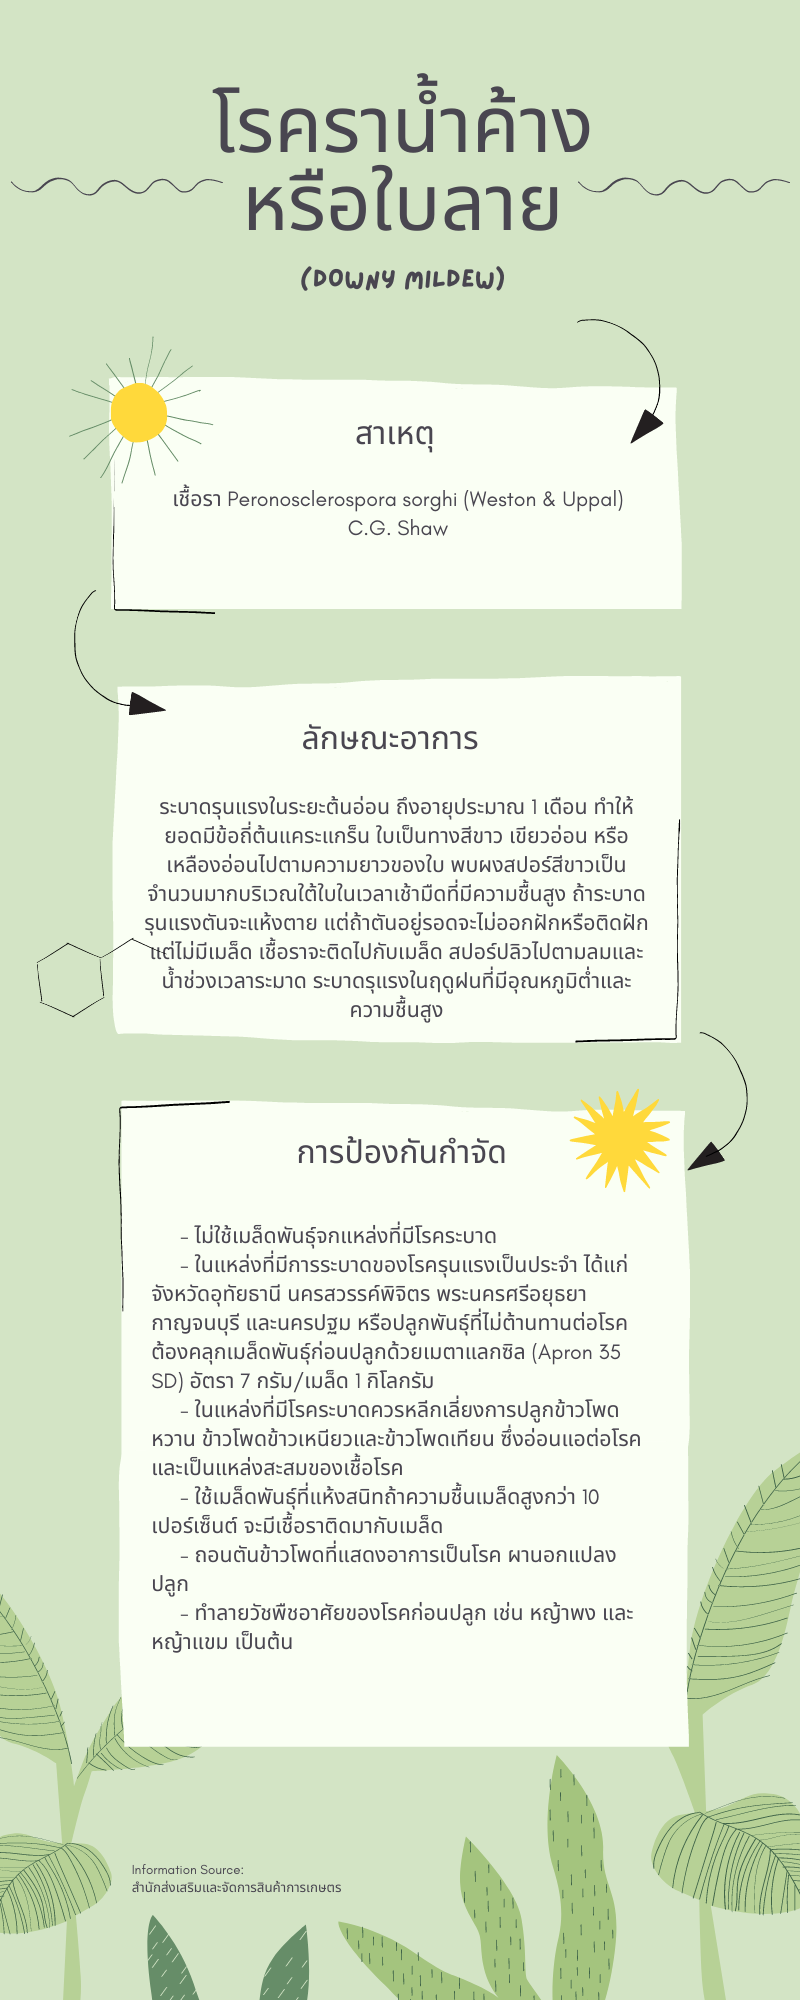 โรคราน้ำค้าง
หรือใบลาย
(DOWNY MILDEW)
สาเหตุ
เชื้อรา Peronosclerospora sorghi (Weston & Uppal)
C.G. Shaw
ลักษณะอาการ
ระบาดรุนแรงในระยะต้นอ่อน ถึงอายุประมาณ 1 เดือน ทำให้
ยอดมีข้อถี่ต้นแคระแกร็น ใบเป็นทางสีขาว เขียวอ่อน หรือ
เหลืองอ่อนไปตามความยาวของใบ พบผงสปอร์สีขาวเป็น
จำนวนมากบริเวณใต้ใบในเวลาเช้ามืดที่มีความชื้นสูง ถ้าระบาด
รุนแรงต้นจะแห้งตาย แต่ถ้าต้นอยู่รอดจะไม่ออกฝักหรือติดฝัก
แต่ไม่มีเมล็ด เชื้อราจะติดไปกับเมล็ด สปอร์ปลิวไปตามลมและ
น้ำช่วงเวลาระมาด ระบาดรุแรงในฤดูฝนที่มีอุณหภูมิต่ำและ
ความชื้นสูง
การป้องกันกำจัด
- ไม่ใช้เมล็ดพันธุ์จกแหล่งที่มีโรคระบาด
- ในแหล่งที่มีการระบาดของโรครุนแรงเป็นประจำ ได้แก่
จังหวัดอุทัยธานี นครสวรรค์พิจิตร พระนครศรีอยุธยา
กาญจนบุรี และนครปฐม หรือปลูกพันธุ์ที่ไม่ต้านทานต่อโรค
ต้องคลุกเมล็ดพันธุ์ก่อนปลูกด้วยเมตาแลกซิล (Apron 35
SD) อัตรา 7 กรัม/เมล็ด 1 กิโลกรัม
- ในแหล่งที่มีโรคระบาดควรหลีกเลี่ยงการปลูกข้าวโพด
หวาน ข้าวโพดข้าวเหนียวและข้าวโพดเทียน ซึ่งอ่อนแอต่อโรค
และเป็นแหล่งสะสมของเชื้อโรค
- ใช้เมล็ดพันธุ์ที่แห้งสนิทถ้าความชื้นเมล็ดสูงกว่า 10
เปอร์เซ็นต์ จะมีเชื้อราติดมากับเมล็ด
- ถอนต้นข้าวโพดที่แสดงอาการเป็นโรค ผานอกแปลง
ปลูก
- ทำลายวัชพืชอาศัยของโรคก่อนปลูก เช่น หญ้าพง และ
หญ้าแขม เป็นต้น
Information Source:
สำนักส่งเสริมและจัดการสินค้าการเกษตร